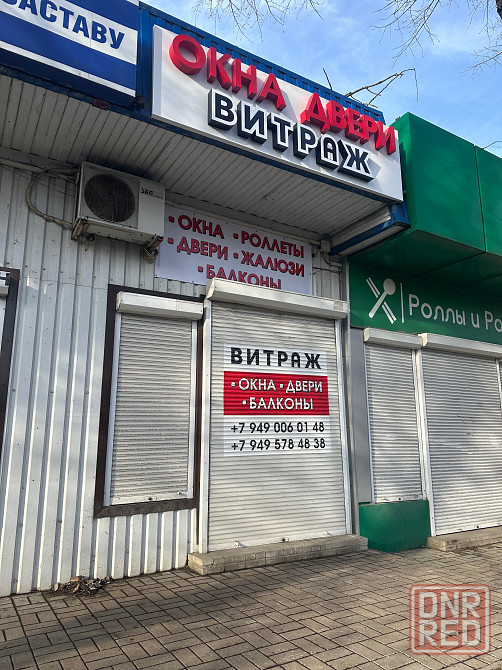 ЗАСТАВУ
ОКНА ДВЕРИ
ВИТРАЖ
▪ОКНА ▪РОЛЛЕТЫ
▪ДВЕРИ ▪ЖАЛЮЗИ
▪БАЛКОНЫ
Роллы и Ро
ВИТРАЖ
▪ОКНА ▪ДВЕРИ
▪БАЛКОНЫ
+7 949 006 01 48
+7 949 578 48 38
DNR
RED